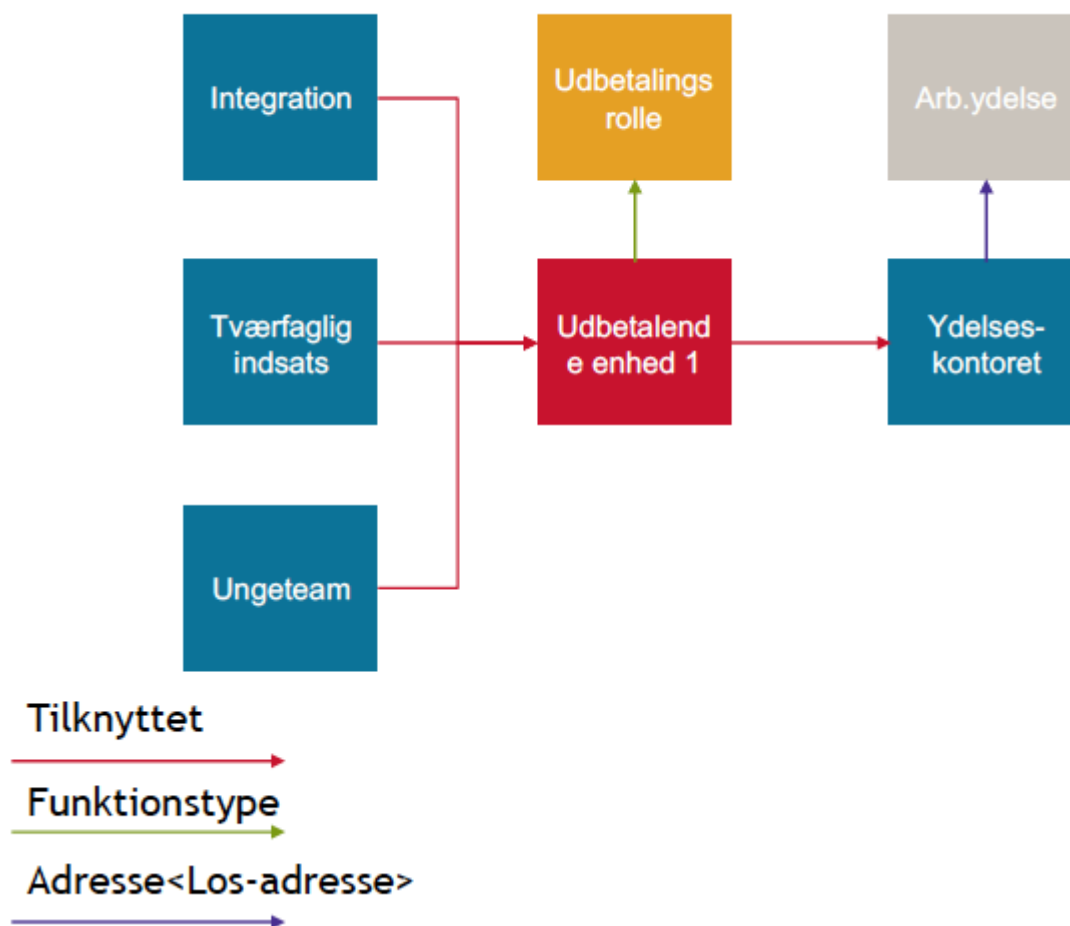 Integration
Udbetalings
rolle
Arb.ydelse
Tværfaglig
indsats
Udbetalend
e enhed 1
Ydelses-
kontoret
Ungeteam
Tilknyttet
Funktionstype
Adresse<Los-adresse>